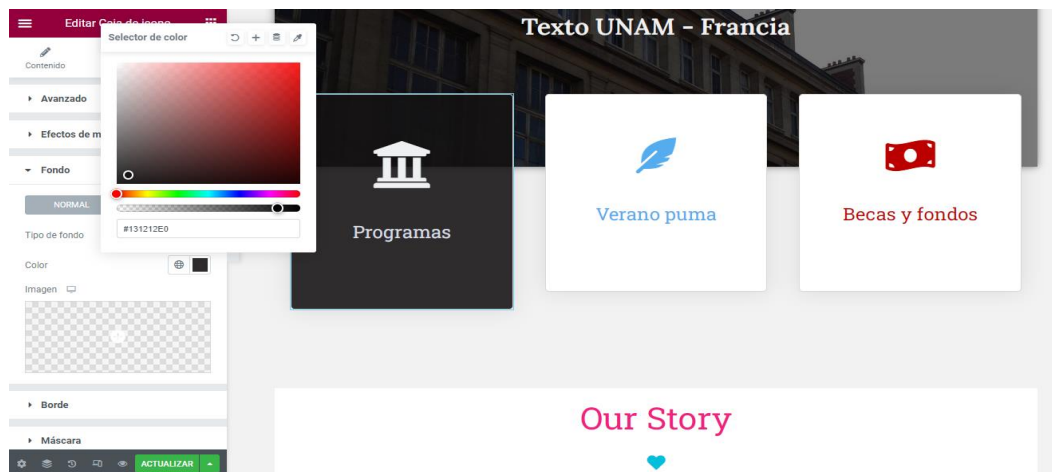 Editar Caja de icono
Selector de color
Contenido
Avanzado
Efectos de m
Fondo
NORMAL
#131212E0
Tipo de fondo
Color
Imagen
Borde
Máscara
ACTUALIZAR
Texto UNAM - Francia
Programas
Verano puma
Becas y fondos
Our Story